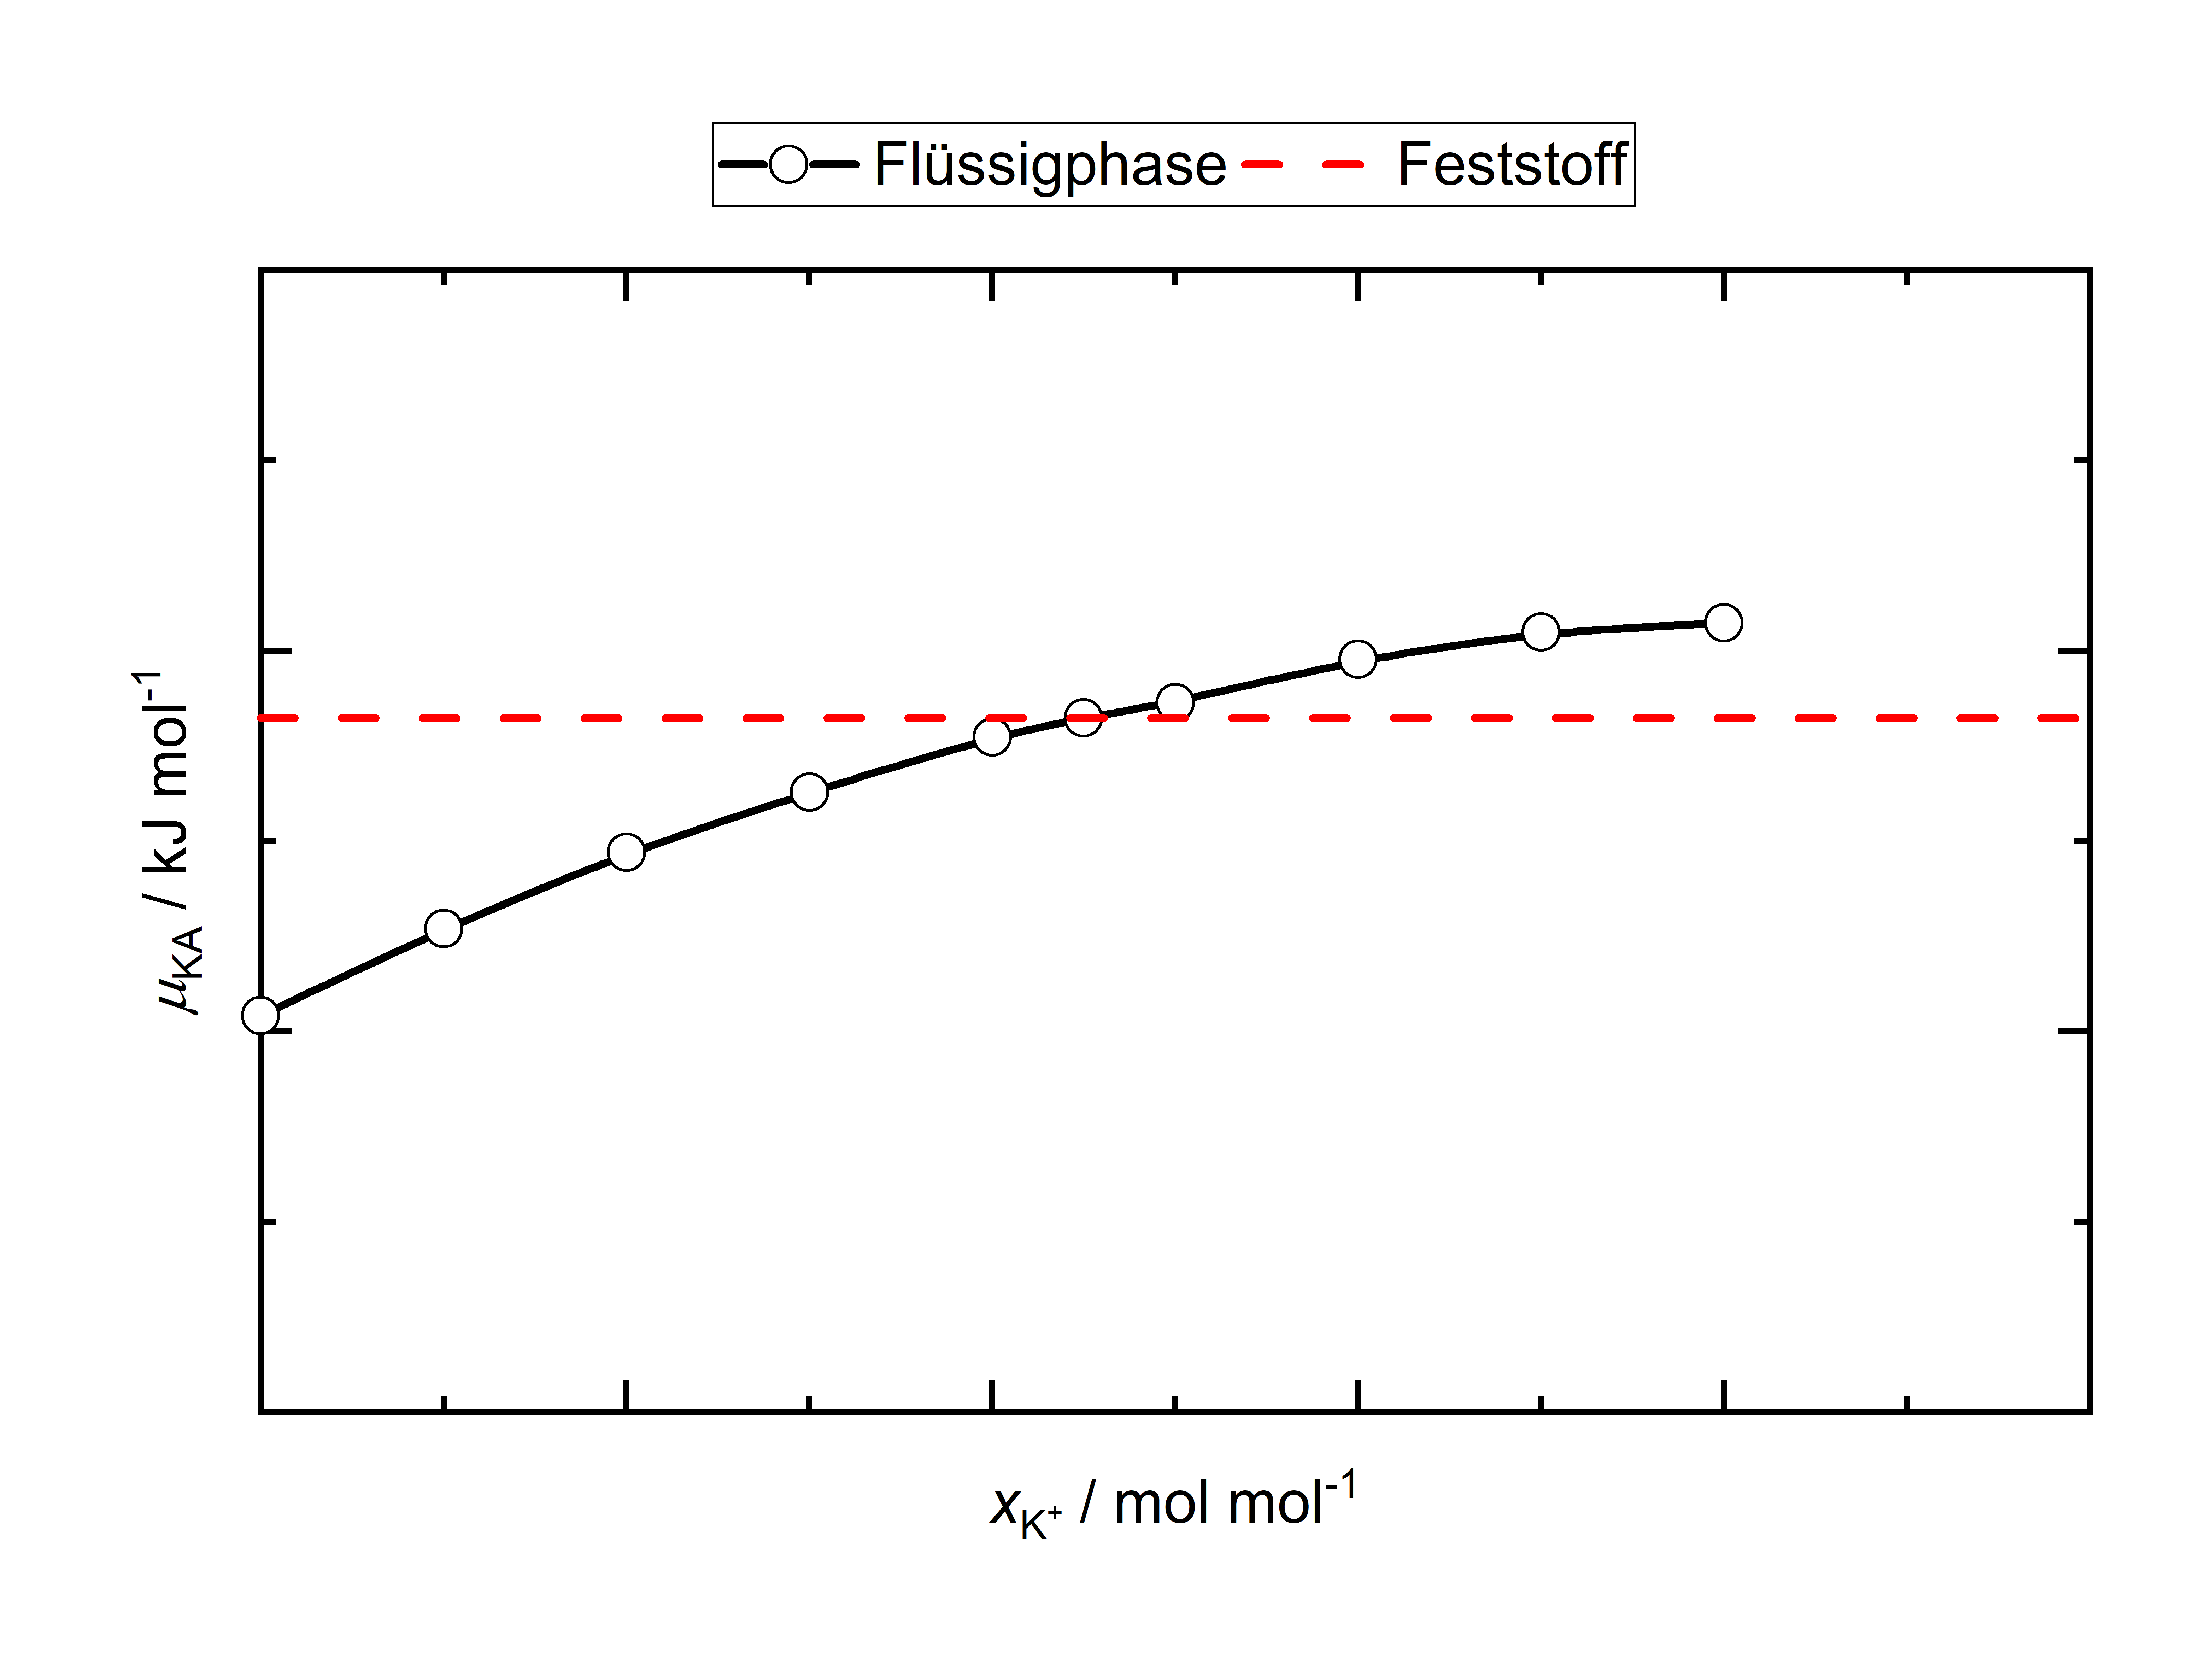 Flüssigphase Feststoff
μKA / kJ mol-1
xK+ / mol mol-1